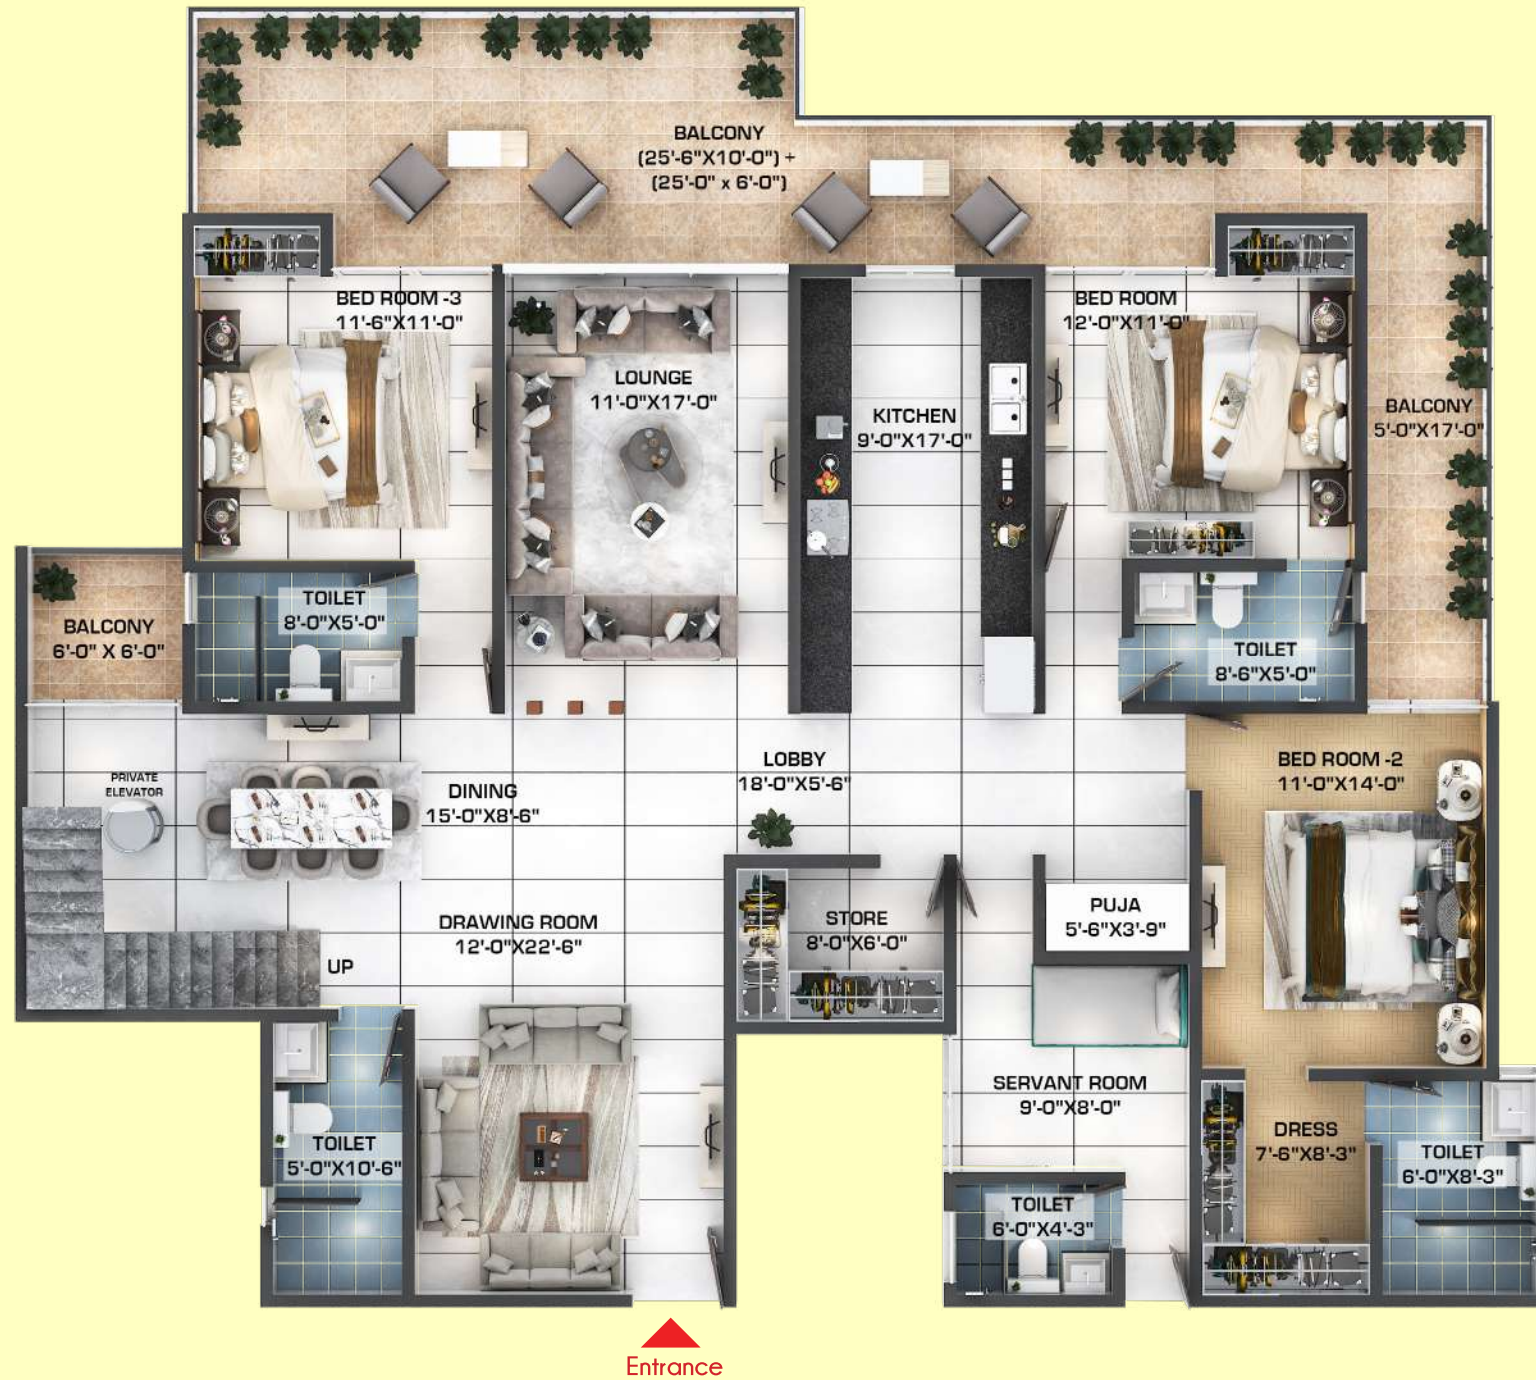 BALCONY
(25'-6"X10'-0") +
(25'-0" x 6'-0")
BED ROOM -3
11'-6"X11'-0"
BED ROOM
12'-0"X11'-0"
LOUNGE
11'-0"X17'-0"
KITCHEN
9'-0"X17'-0"
BALCONY
5'-0"X17'-0"
TOILET
8'-0"X5'-0"
BALCONY
6'-0" X 6'-0"
TOILET
8'-6"X5'-0"
LOBBY
18'-0"X5'-6"
BED ROOM -2
11'-0"X14'-0"
PRIVATE
ELEVATOR
DINING
15'-0"X8'-6"
DRAWING ROOM
12'-0"X22'-6"
STORE
8'-0"X6'-0"
PUJA
5'-6"X3'-9"
UP
SERVANT ROOM
9'-0"X8'-0"
TOILET
5'-0"X10'-6"
DRESS
7'-6"X8'-3"
TOILET
6'-0"X8'-3"
TOILET
6'-0"X4'-3"
Entrance